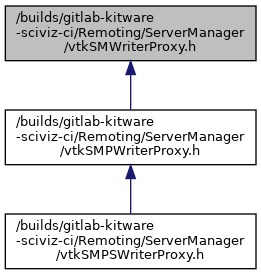 /builds/gitlab-kitware
-sciviz-ci/Remoting/ServerManager
/vtkSMWriterProxy.h
/builds/gitlab-kitware
-sciviz-ci/Remoting/ServerManager
/vtkSMPWriterProxy.h
/builds/gitlab-kitware
-sciviz-ci/Remoting/ServerManager
/vtkSMPSWriterProxy.h